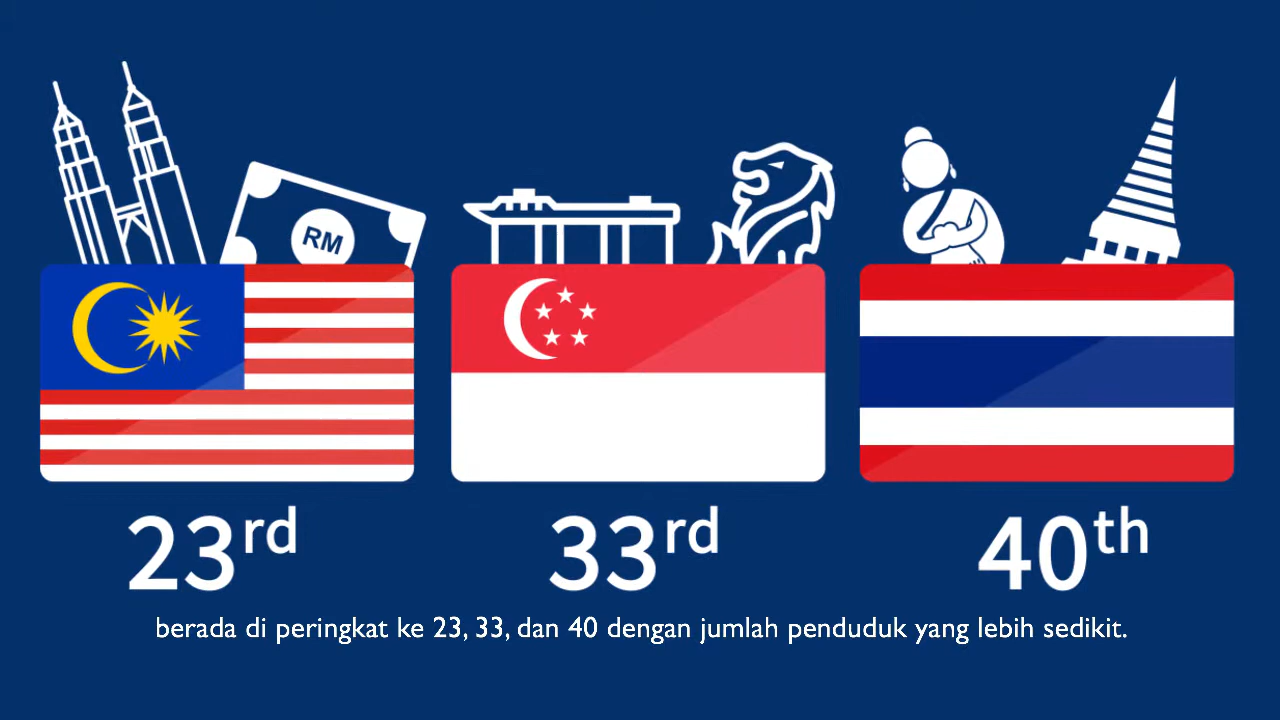 RM
23rd
33rd
40th
berada di peringkat ke 23, 33, dan 40 dengan jumlah penduduk yang lebih sedikit.